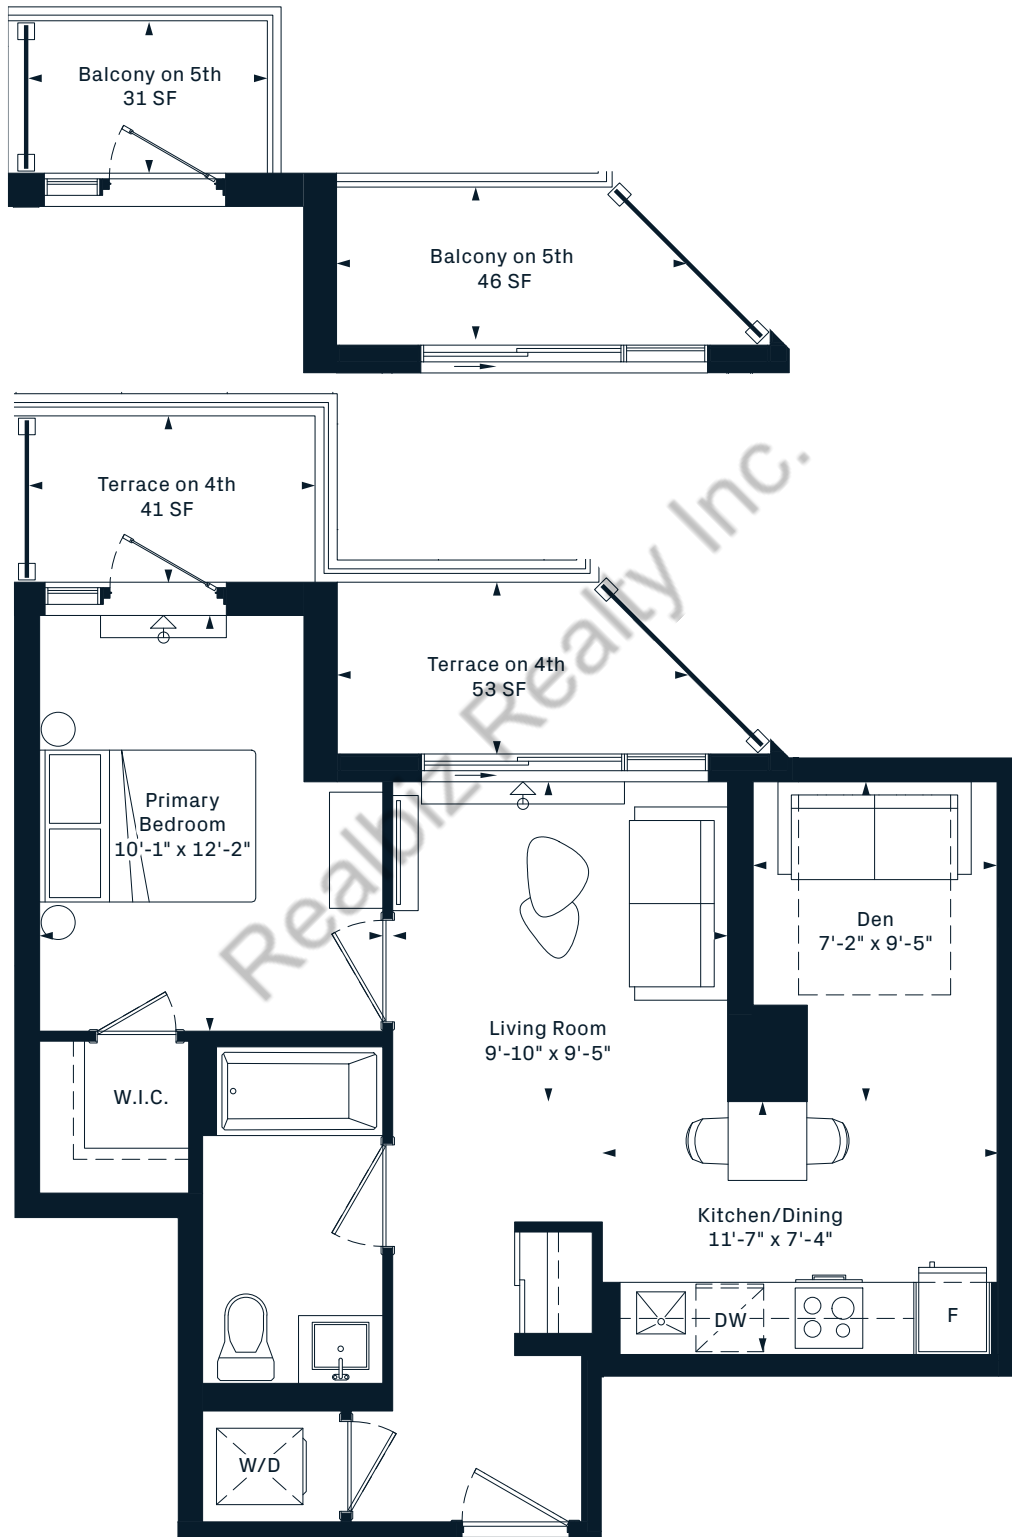 Balcony on 5th
31 SF
Balcony on 5th
46 SF
Terrace on 4th
41 SF
Terrace on 4th
53 SF
Primary
Bedroom
10'-1" x 12'-2"
Den
7'-2" x 9'-5"
Living Room
9'-10" x 9'-5"
W.I.C.
Kitchen/Dining
11'-7" x 7'-4"
DW
F
W/D
Realbiz Realty Inc.